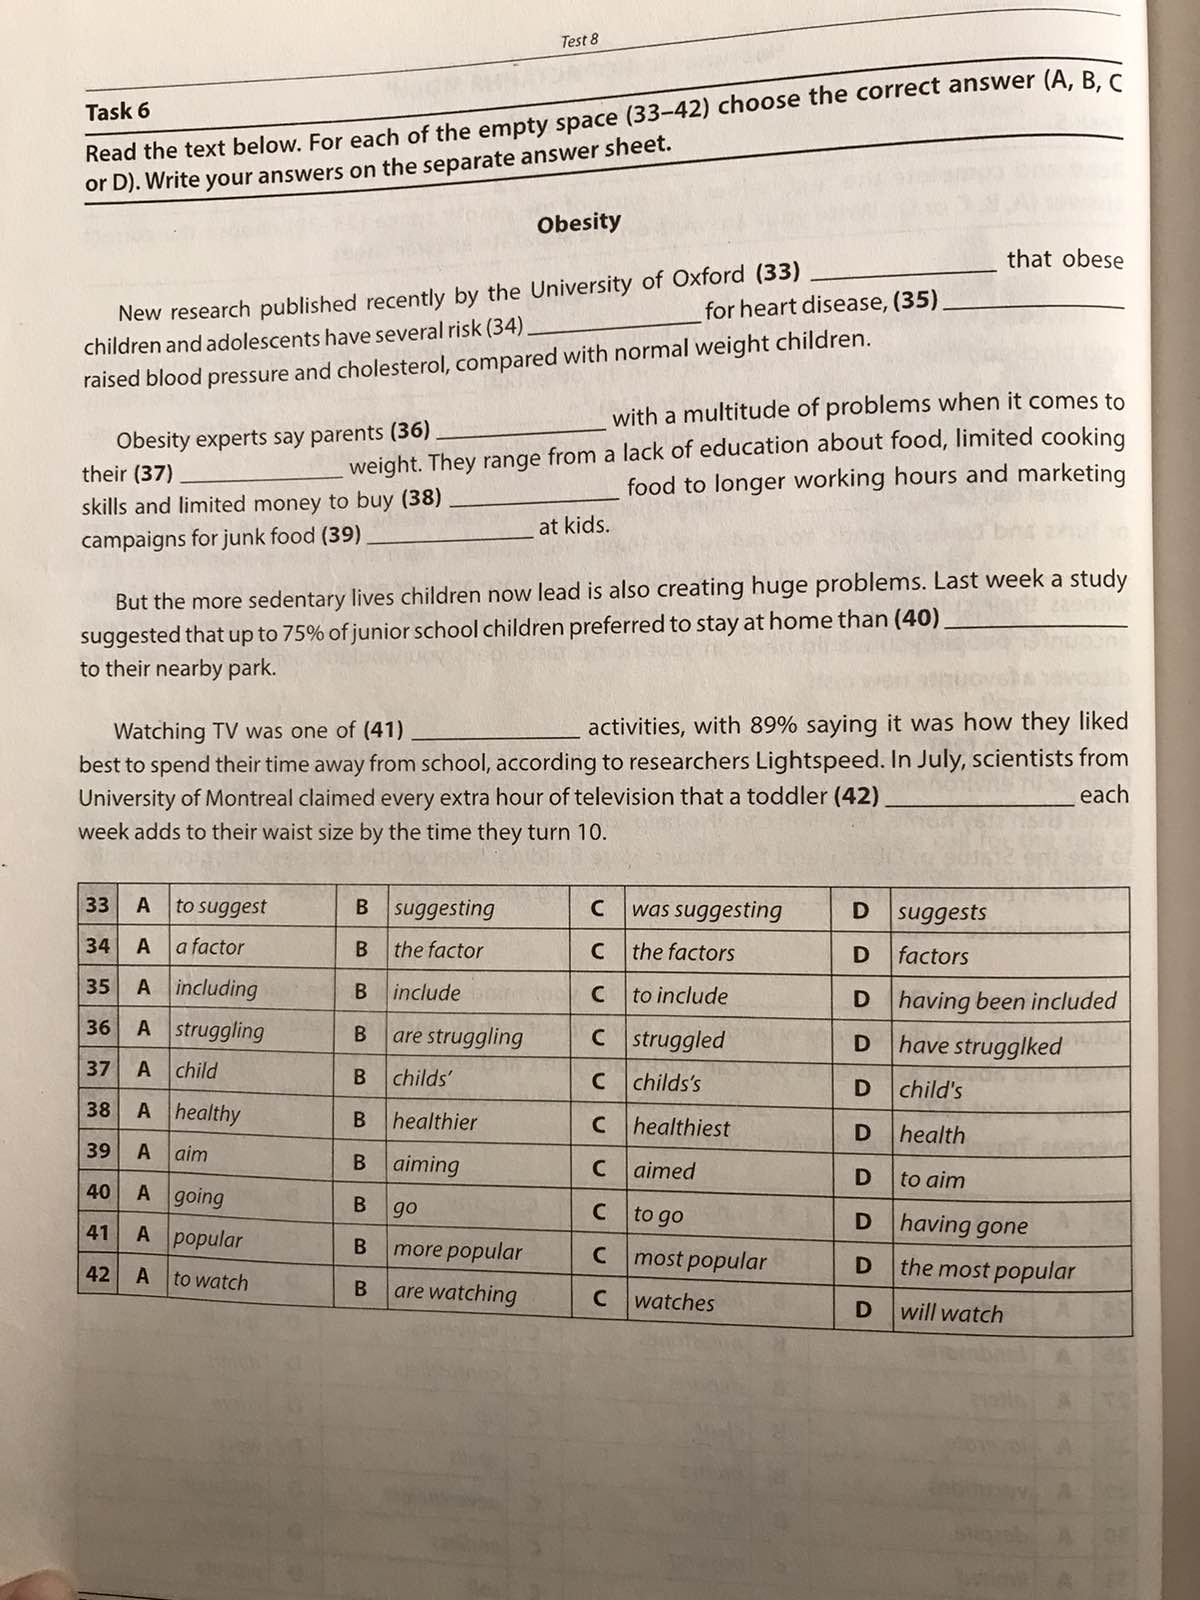 Test 8
Task 6
Read the text below. For each of the empty space (33–42) choose the correct answer (A, B, C
or D). Write your answers on the separate answer sheet.
Obesity
New research published recently by the University of Oxford (33) ____________ that obese
children and adolescents have several risk (34) ____________ for heart disease, (35) ____________
raised blood pressure and cholesterol, compared with normal weight children.
Obesity experts say parents (36) ____________ with a multitude of problems when it comes to
their (37) ____________ weight. They range from a lack of education about food, limited cooking
skills and limited money to buy (38) ____________ food to longer working hours and marketing
campaigns for junk food (39) ____________ at kids.
But the more sedentary lives children now lead is also creating huge problems. Last week a study
suggested that up to 75% of junior school children preferred to stay at home than (40) ____________
to their nearby park.
Watching TV was one of (41) ____________ activities, with 89% saying it was how they liked
best to spend their time away from school, according to researchers Lightspeed. In July, scientists from
University of Montreal claimed every extra hour of television that a toddler (42) ____________ each
week adds to their waist size by the time they turn 10.
33 A to suggest B suggesting C was suggesting D suggests
34 A a factor B the factor C the factors D factors
35 A including B include C to include D having been included
36 A struggling B are struggling C struggled D have strugglked
37 A child B childs' C childs's D child's
38 A healthy B healthier C healthiest D health
39 A aim B aiming C aimed D to aim
40 A going B go C to go D having gone
41 A popular B more popular C most popular D the most popular
42 A to watch B are watching C watches D will watch